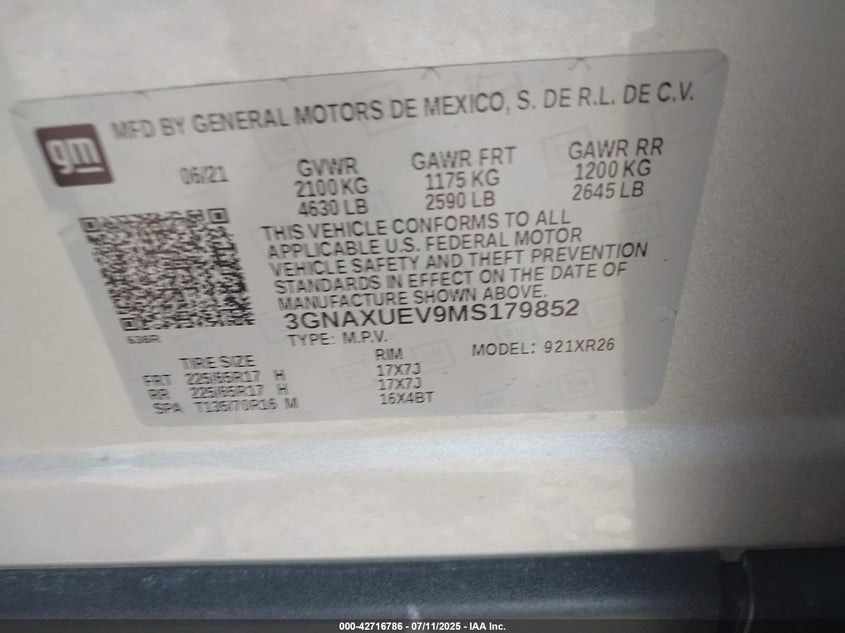 gm
MFD BY GENERAL MOTORS DE MEXICO, S. DE R.L. DE C.V.
06/21 GVWR GAWR FRT GAWR RR
2100 KG 1175 KG 1200 KG
4630 LB 2590 LB 2645 LB
THIS VEHICLE CONFORMS TO ALL
APPLICABLE U.S. FEDERAL MOTOR
VEHICLE SAFETY AND THEFT PREVENTION
STANDARDS IN EFFECT ON THE DATE OF
MANUFACTURE SHOWN ABOVE.
3GNAXUEV9MS179852
TYPE: M.P.V. MODEL: 921XR26
TIRE SIZE RIM
FRT 225/65R17 H 17X7J
RR 225/65R17 H 17X7J
SPA T135/70R16 M 16X4BT
000-42716786 - 07/11/2025 - IAA Inc.